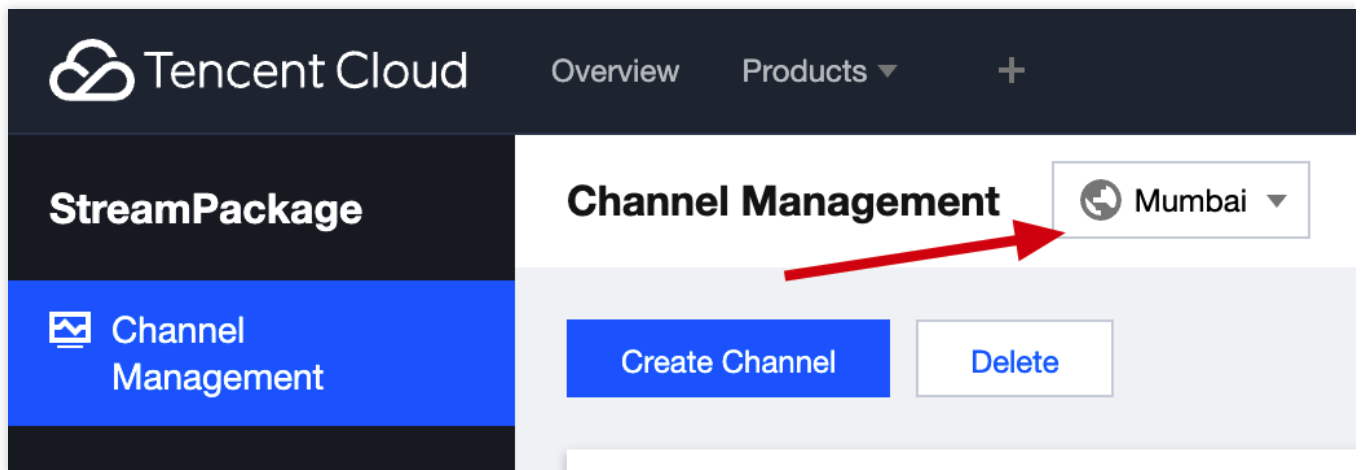 Tencent Cloud
Overview
Products
StreamPackage
Channel Management
Mumbai
Channel
Management
Create Channel
Delete